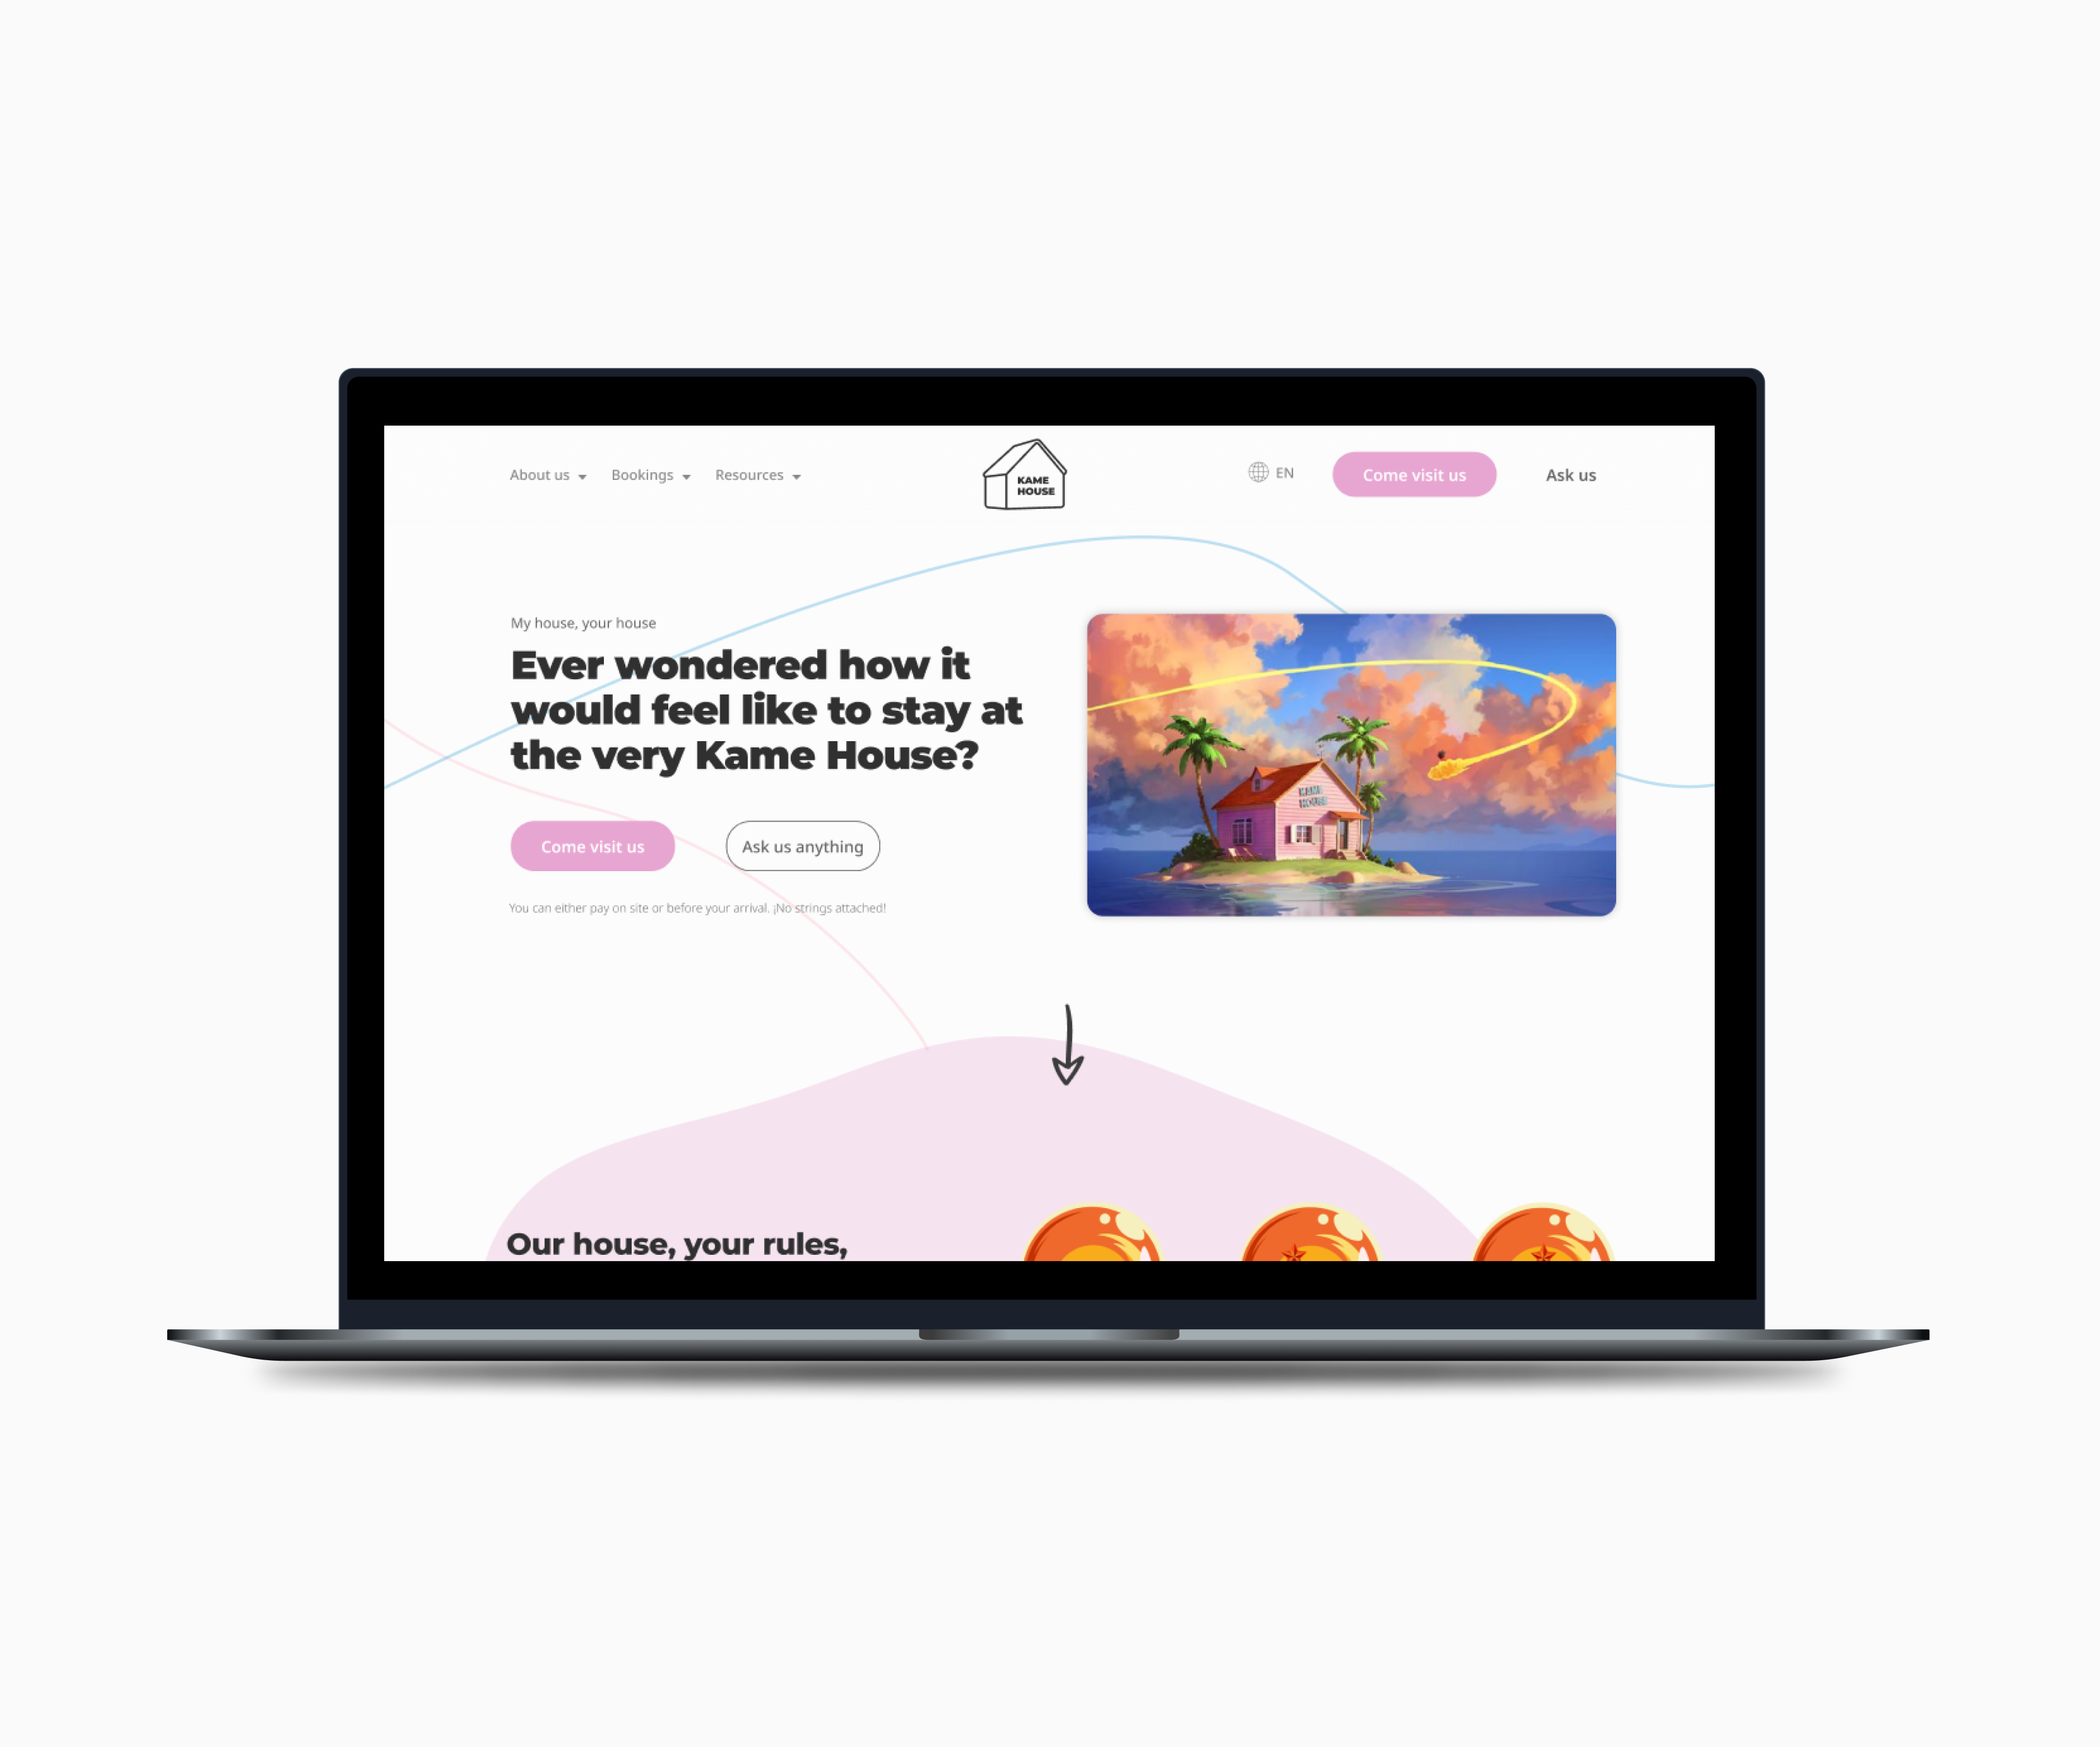 About us
Bookings
Resources
KAME
HOUSE
EN
Come visit us
Ask us
My house, your house
Ever wondered how it
would feel like to stay at
the very Kame House?
Come visit us
Ask us anything
You can either pay on site or before your arrival. ¡No strings attached!
KAME
HOUSE
Our house, your rules,